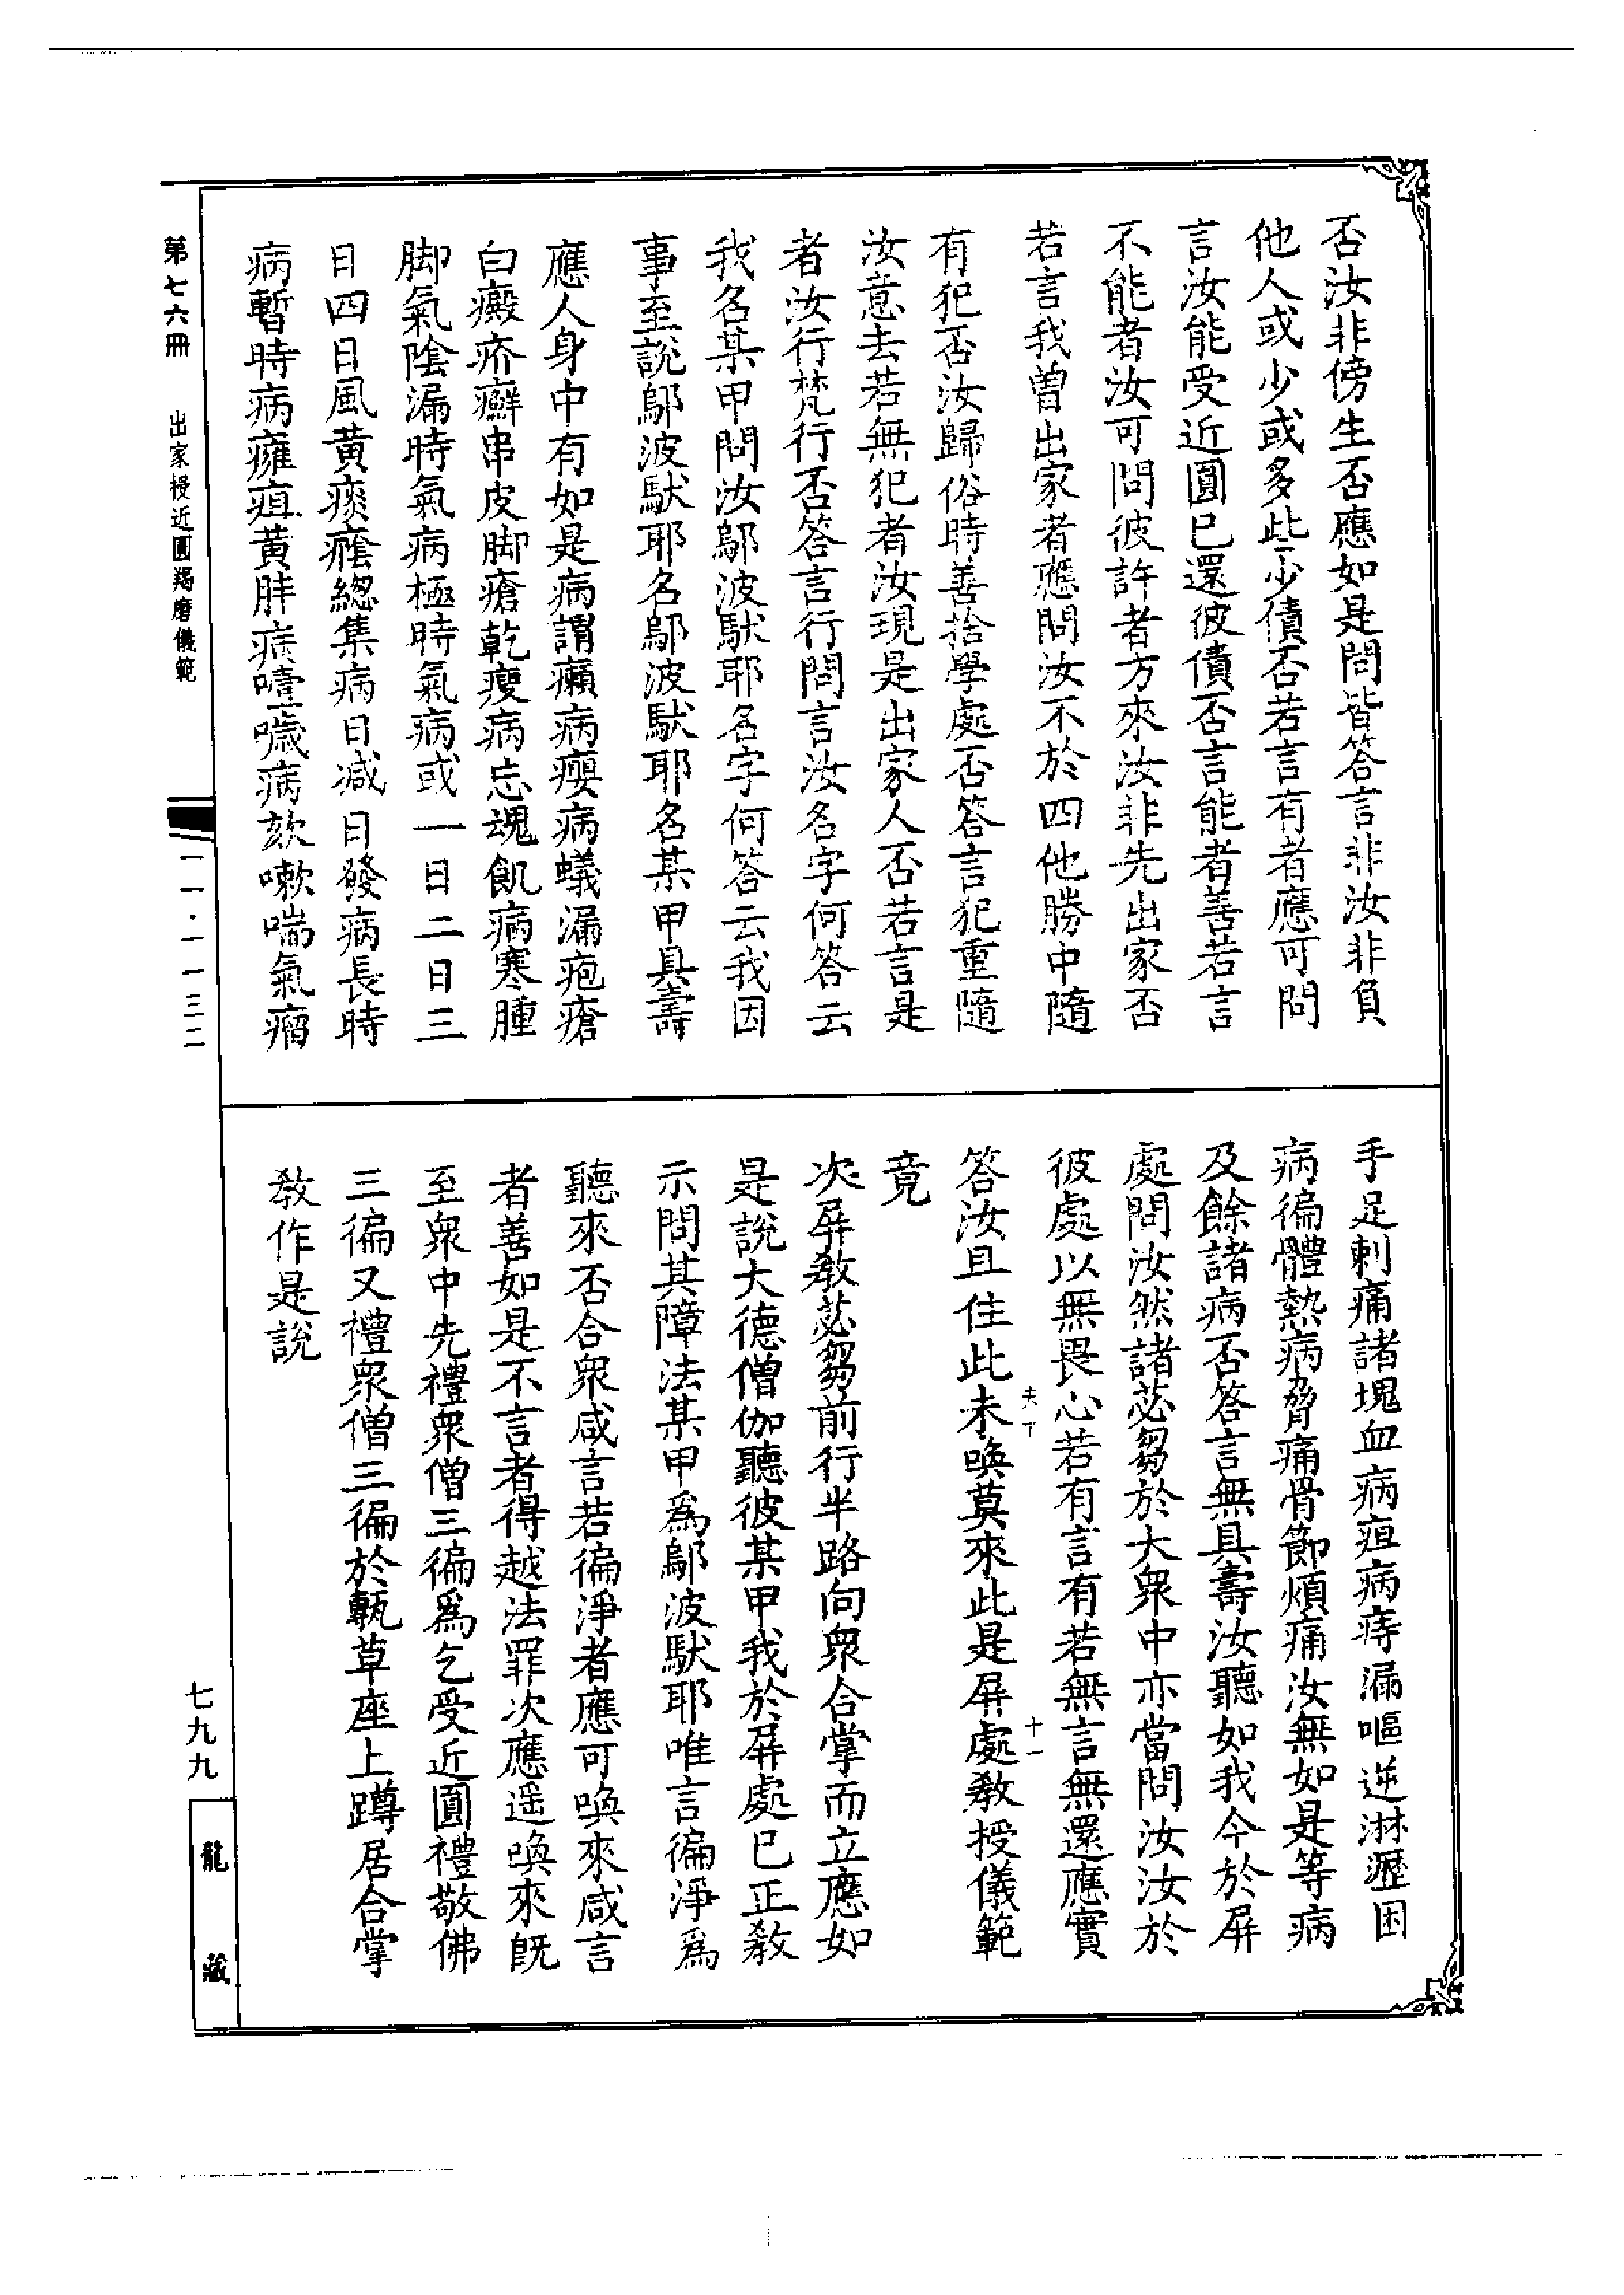 否汝非傍生否應如是問皆答言非汝非負
他人或少或多此少債否若言有者應可問
言汝能受近圓已還彼債否言能者善若言
不能者汝可問彼許者方來汝非先出家否
若言我曾出家者應問汝不於四他勝中隨
有犯否汝歸俗時善捨學處否答言犯重隨
汝意去若無犯者汝現是出家人否若言是
者汝行梵行否答言行問言汝名字何答云
我名某甲問汝鄔波馱耶名字何答云我因
事至說鄔波馱耶名鄔波馱耶名某甲具壽
應人身中有如是病謂癩病癭病蟻漏疱瘡
白癜疥癬串皮脚瘡乾瘦病忘魂飢病寒腫
脚氣陰漏時氣病極時氣病或一日二日三
日四日風黃痰癊總集病日減日發病長時
病暫時病癰疽黃胖病噎噦病欬嗽喘氣瘤
手足刺痛諸塊血病疽病痔漏嘔逆淋瀝困
病徧體熱病脅痛骨節煩痛汝無如是等病
及餘諸病否答言無具壽汝聽如我今於屏
處問汝然諸苾芻於大衆中亦當問汝汝於
彼處以無畏心若有言有若無言無還應實
答汝且住此未喚莫來此是屏處教授儀範
竟
次屏教苾芻前行半路向衆合掌而立應如
是說大德僧伽聽彼某甲我於屏處已正教
示問其障法某甲爲鄔波馱耶唯言徧淨爲
聽來否合衆咸言若徧淨者應可喚來咸言
者善如是不言者得越法罪次應遥喚來旣
至衆中先禮衆僧三徧爲乞受近圓禮敬佛
三徧又禮衆僧三徧於甎草座上蹲居合掌
教作是說
十一
第七六冊
出家授近圓羯磨儀範
一一·一一三二
七九九
龍藏